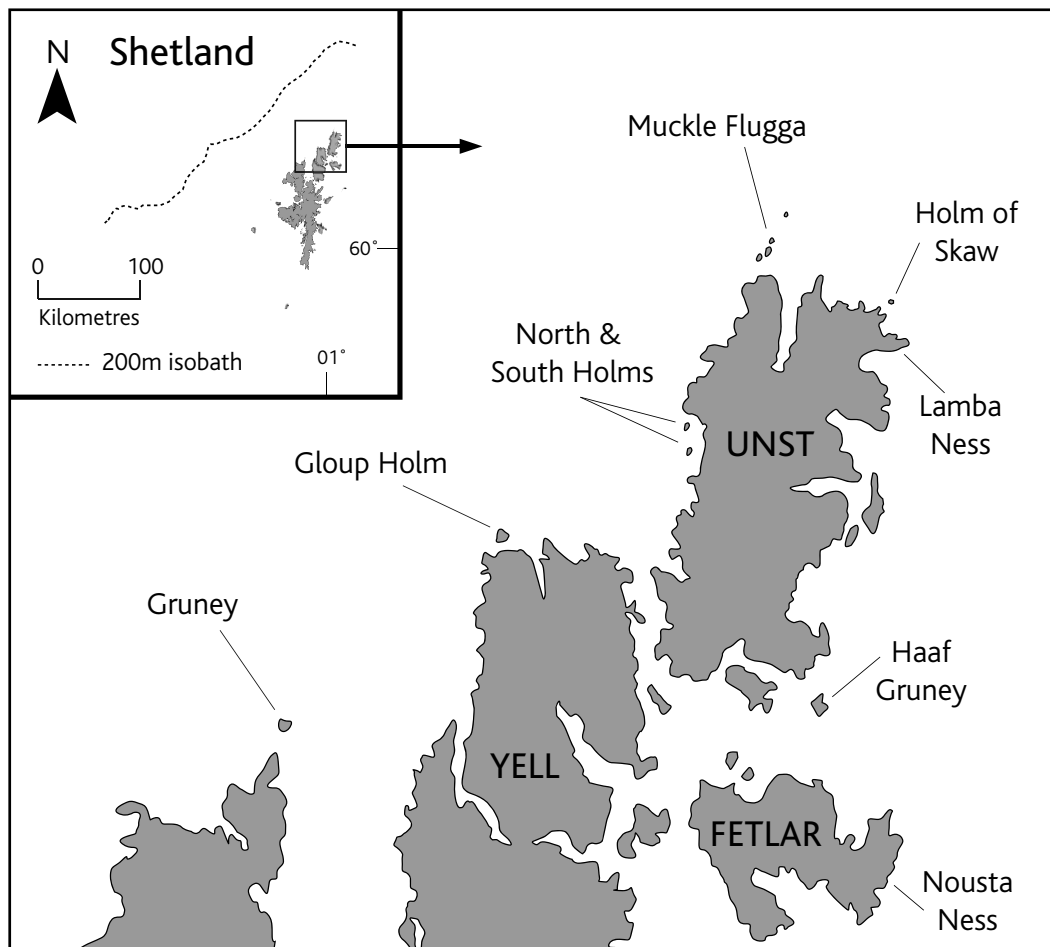 N
Shetland
60°
0
100
Kilometres
200m isobath
01°
Muckle Flugga
Holm of
Skaw
North &
South Holms
Lamba
Ness
UNST
Gloup Holm
Gruney
Haaf
Gruney
YELL
FETLAR
Nousta
Ness